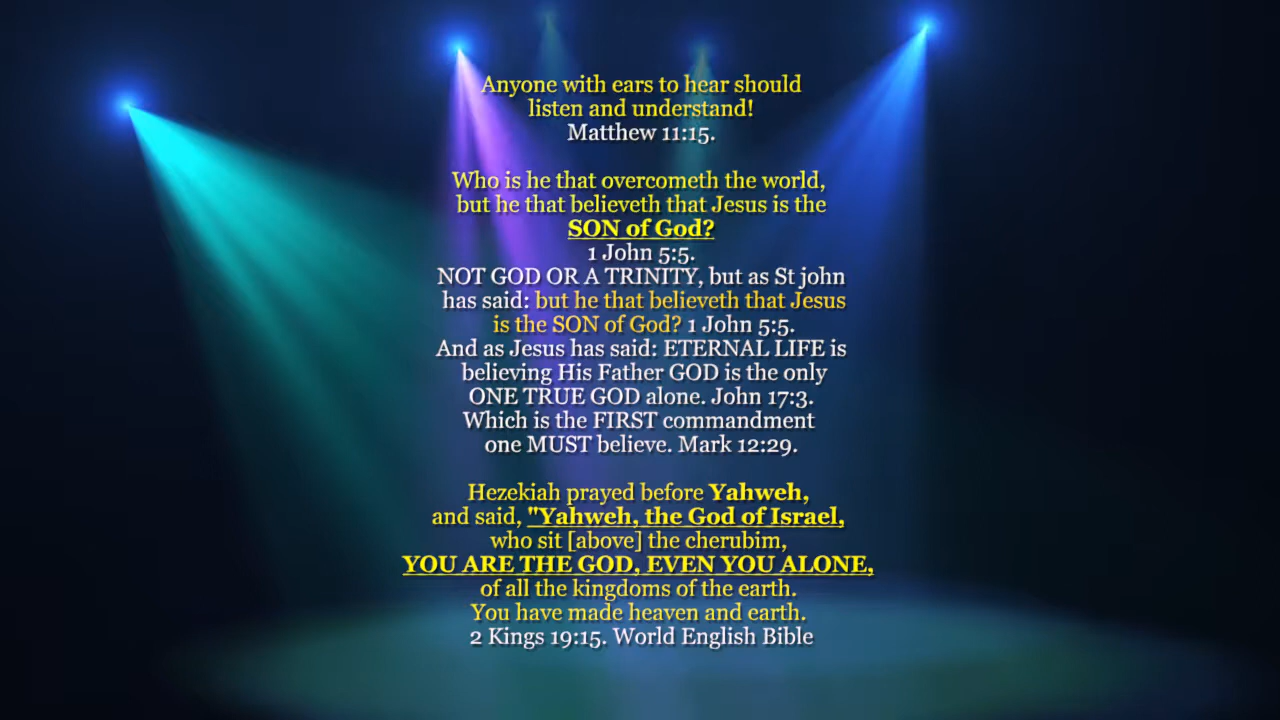 Anyone with ears to hear should
listen and understand!
Matthew 11:15.
Who is he that overcometh the world,
but he that believeth that Jesus is the
SON of God?
1 John 5:5.
NOT GOD OR A TRINITY, but as St john
has said: but he that believeth that Jesus
is the SON of God? 1 John 5:5.
And as Jesus has said: ETERNAL LIFE is
believing His Father GOD is the only
ONE TRUE GOD alone. John 17:3.
Which is the FIRST commandment
one MUST believe. Mark 12:29.
Hezekiah prayed before Yahweh,
and said, "Yahweh, the God of Israel,
who sit [above] the cherubim,
YOU ARE THE GOD, EVEN YOU ALONE,
of all the kingdoms of the earth.
You have made heaven and earth.
2 Kings 19:15. World English Bible